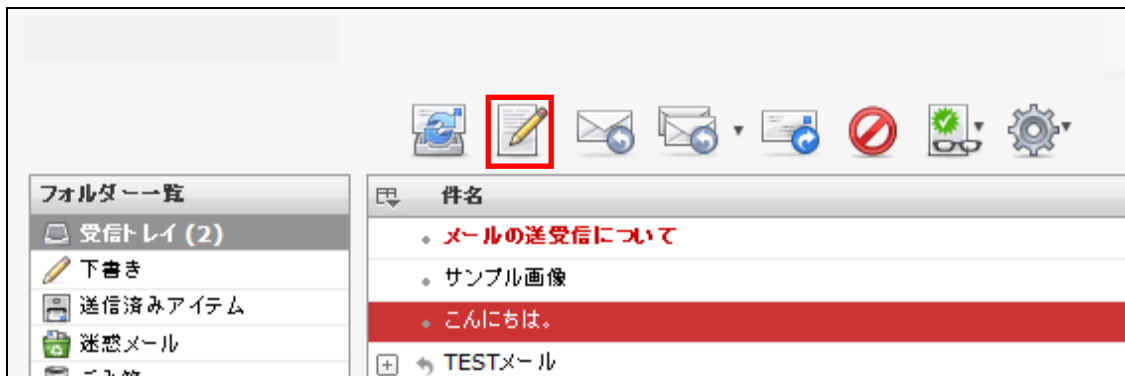 フォルダー一覧
件名
受信トレイ (2)
メールの送受信について
下書き
サンプル画像
送信済みアイテム
こんにちは。
迷惑メール
TESTメール